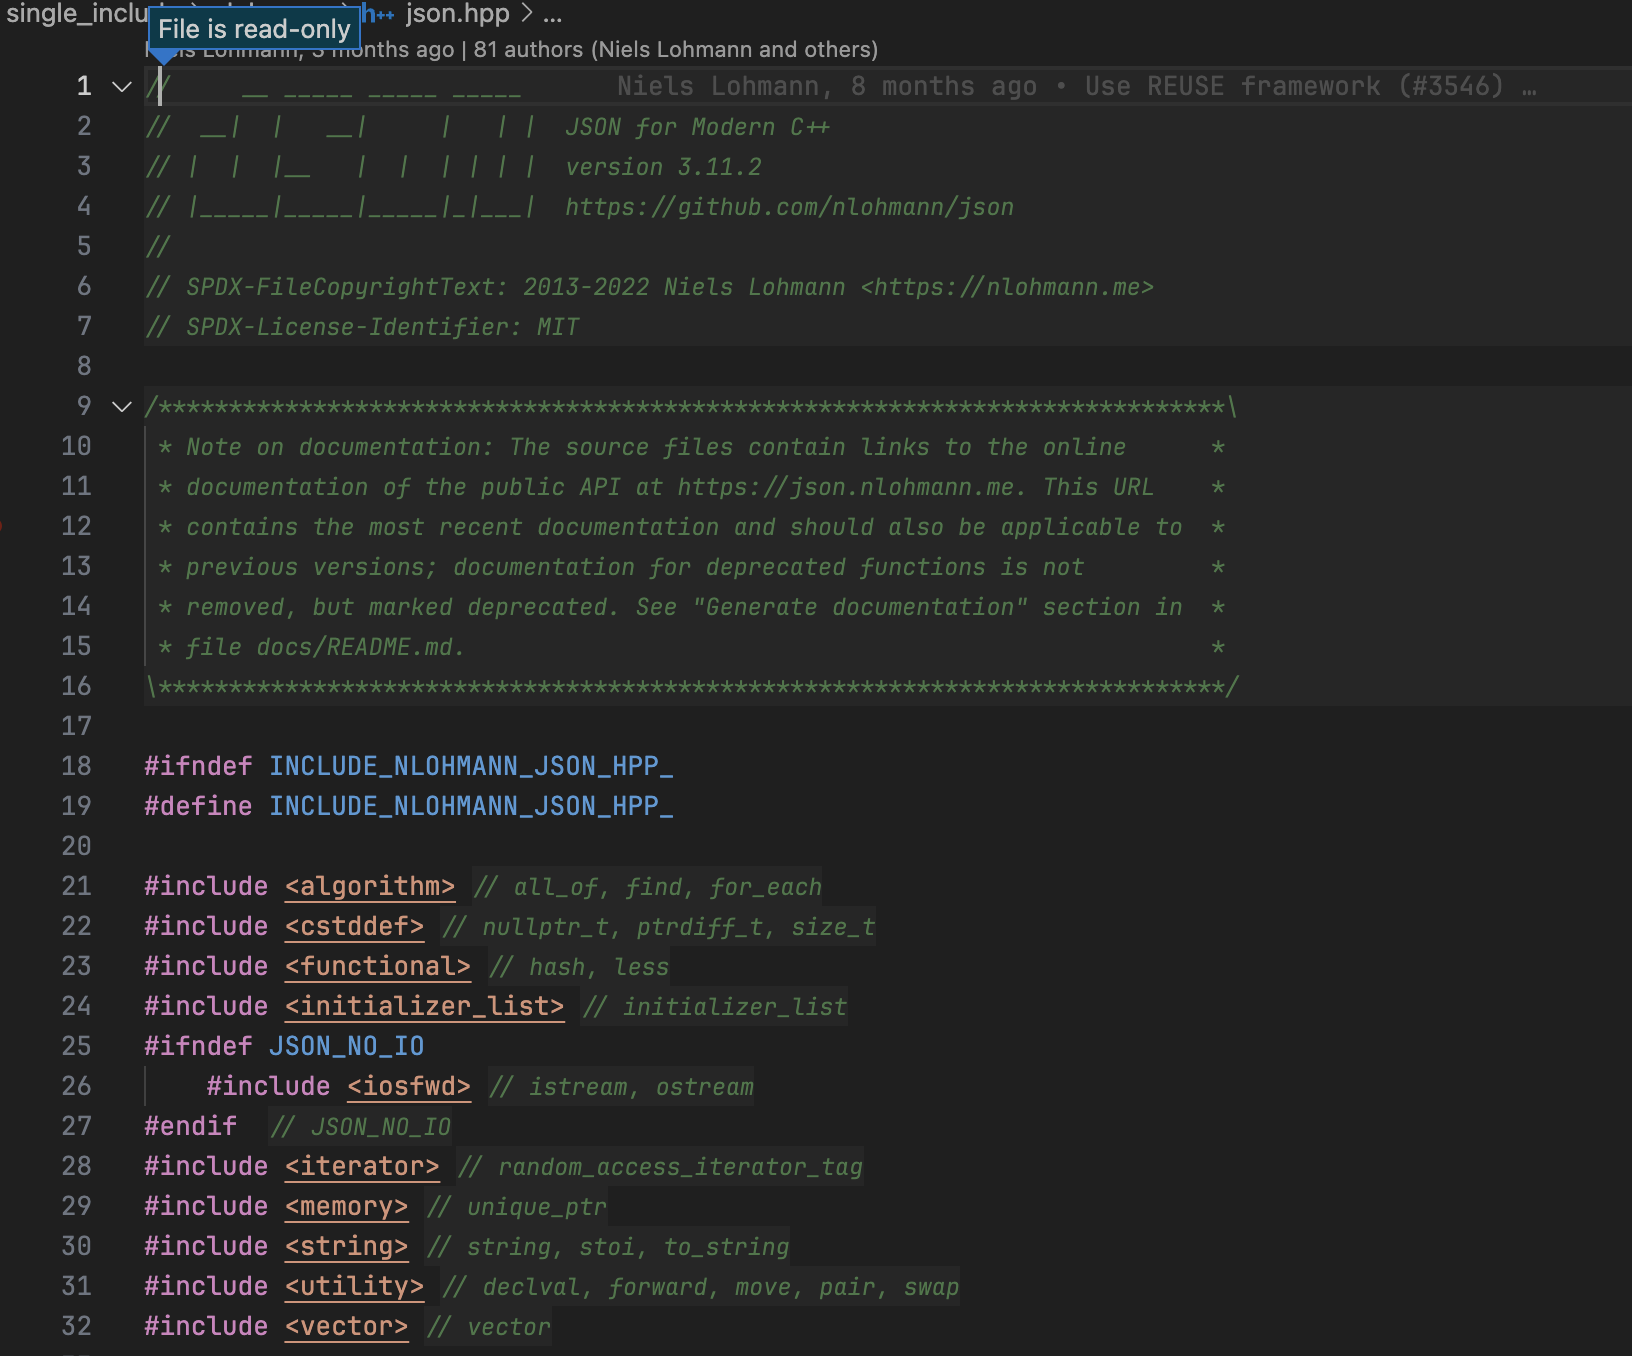 single_inclu json.hpp > ...
File is read-only
Lohmann, 3 months ago | 81 authors (Niels Lohmann and others)
1 //     __ _____ _____ _____ Niels Lohmann, 8 months ago • Use REUSE framework (#3546) …
2 //  __|  |   __|     |   | |  JSON for Modern C++
3 // |  |  |__   |  |  | | | |  version 3.11.2
4 // |_____|_____|_____|_|___|  https://github.com/nlohmann/json
5 //
6 // SPDX-FileCopyrightText: 2013-2022 Niels Lohmann <https://nlohmann.me>
7 // SPDX-License-Identifier: MIT
8
9 /****************************************************************************\
10  * Note on documentation: The source files contain links to the online      *
11  * documentation of the public API at https://json.nlohmann.me. This URL    *
12  * contains the most recent documentation and should also be applicable to  *
13  * previous versions; documentation for deprecated functions is not         *
14  * removed, but marked deprecated. See "Generate documentation" section in  *
15  * file docs/README.md.                                                     *
16 \****************************************************************************/
17
18 #ifndef INCLUDE_NLOHMANN_JSON_HPP_
19 #define INCLUDE_NLOHMANN_JSON_HPP_
20
21 #include <algorithm> // all_of, find, for_each
22 #include <cstddef> // nullptr_t, ptrdiff_t, size_t
23 #include <functional> // hash, less
24 #include <initializer_list> // initializer_list
25 #ifndef JSON_NO_IO
26     #include <iosfwd> // istream, ostream
27 #endif  // JSON_NO_IO
28 #include <iterator> // random_access_iterator_tag
29 #include <memory> // unique_ptr
30 #include <string> // string, stoi, to_string
31 #include <utility> // declval, forward, move, pair, swap
32 #include <vector> // vector